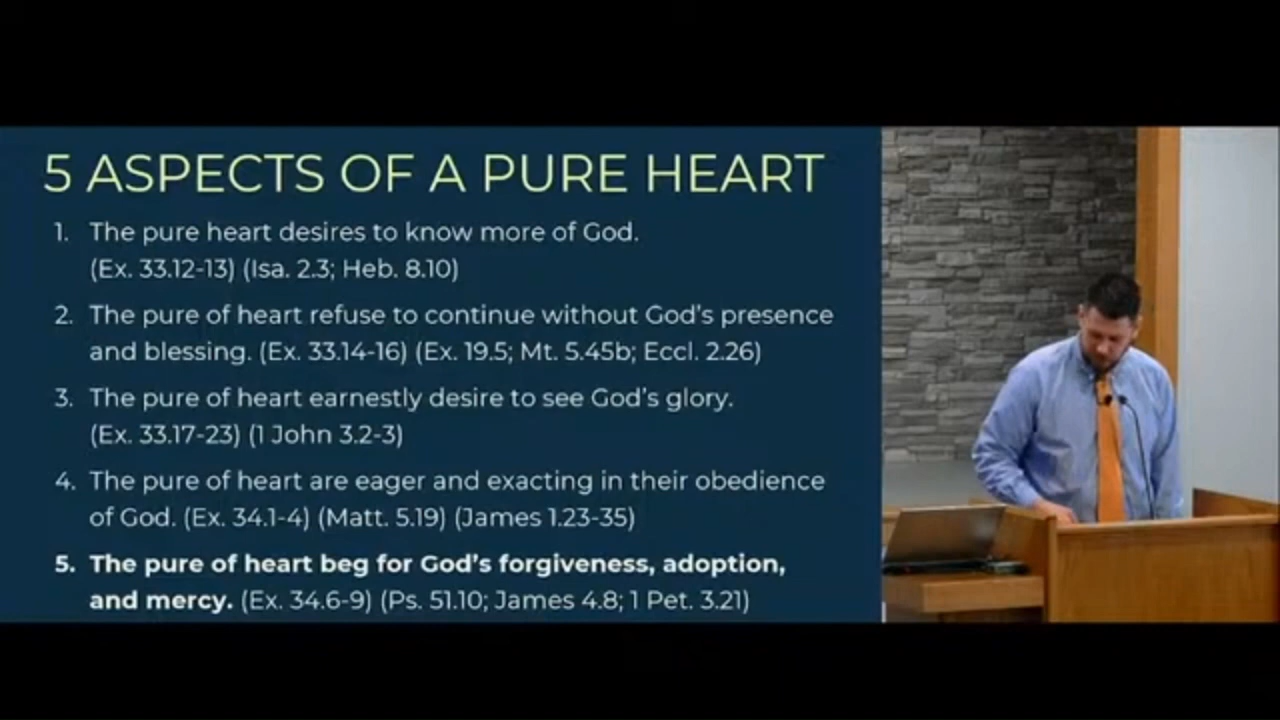 5 ASPECTS OF A PURE HEART
1. The pure heart desires to know more of God.
(Ex. 33.12-13) (Isa. 2.3; Heb. 8.10)
2. The pure of heart refuse to continue without God's presence
and blessing. (Ex. 33.14-16) (Ex. 19.5; Mt. 5.45b; Eccl. 2.26)
3. The pure of heart earnestly desire to see God's glory.
(Ex. 33.17-23) (1 John 3.2-3)
4. The pure of heart are eager and exacting in their obedience
of God. (Ex. 34.1-4) (Matt. 5.19) (James 1.23-35)
5. The pure of heart beg for God's forgiveness, adoption,
and mercy. (Ex. 34.6-9) (Ps. 51.10; James 4.8; 1 Pet. 3.21)